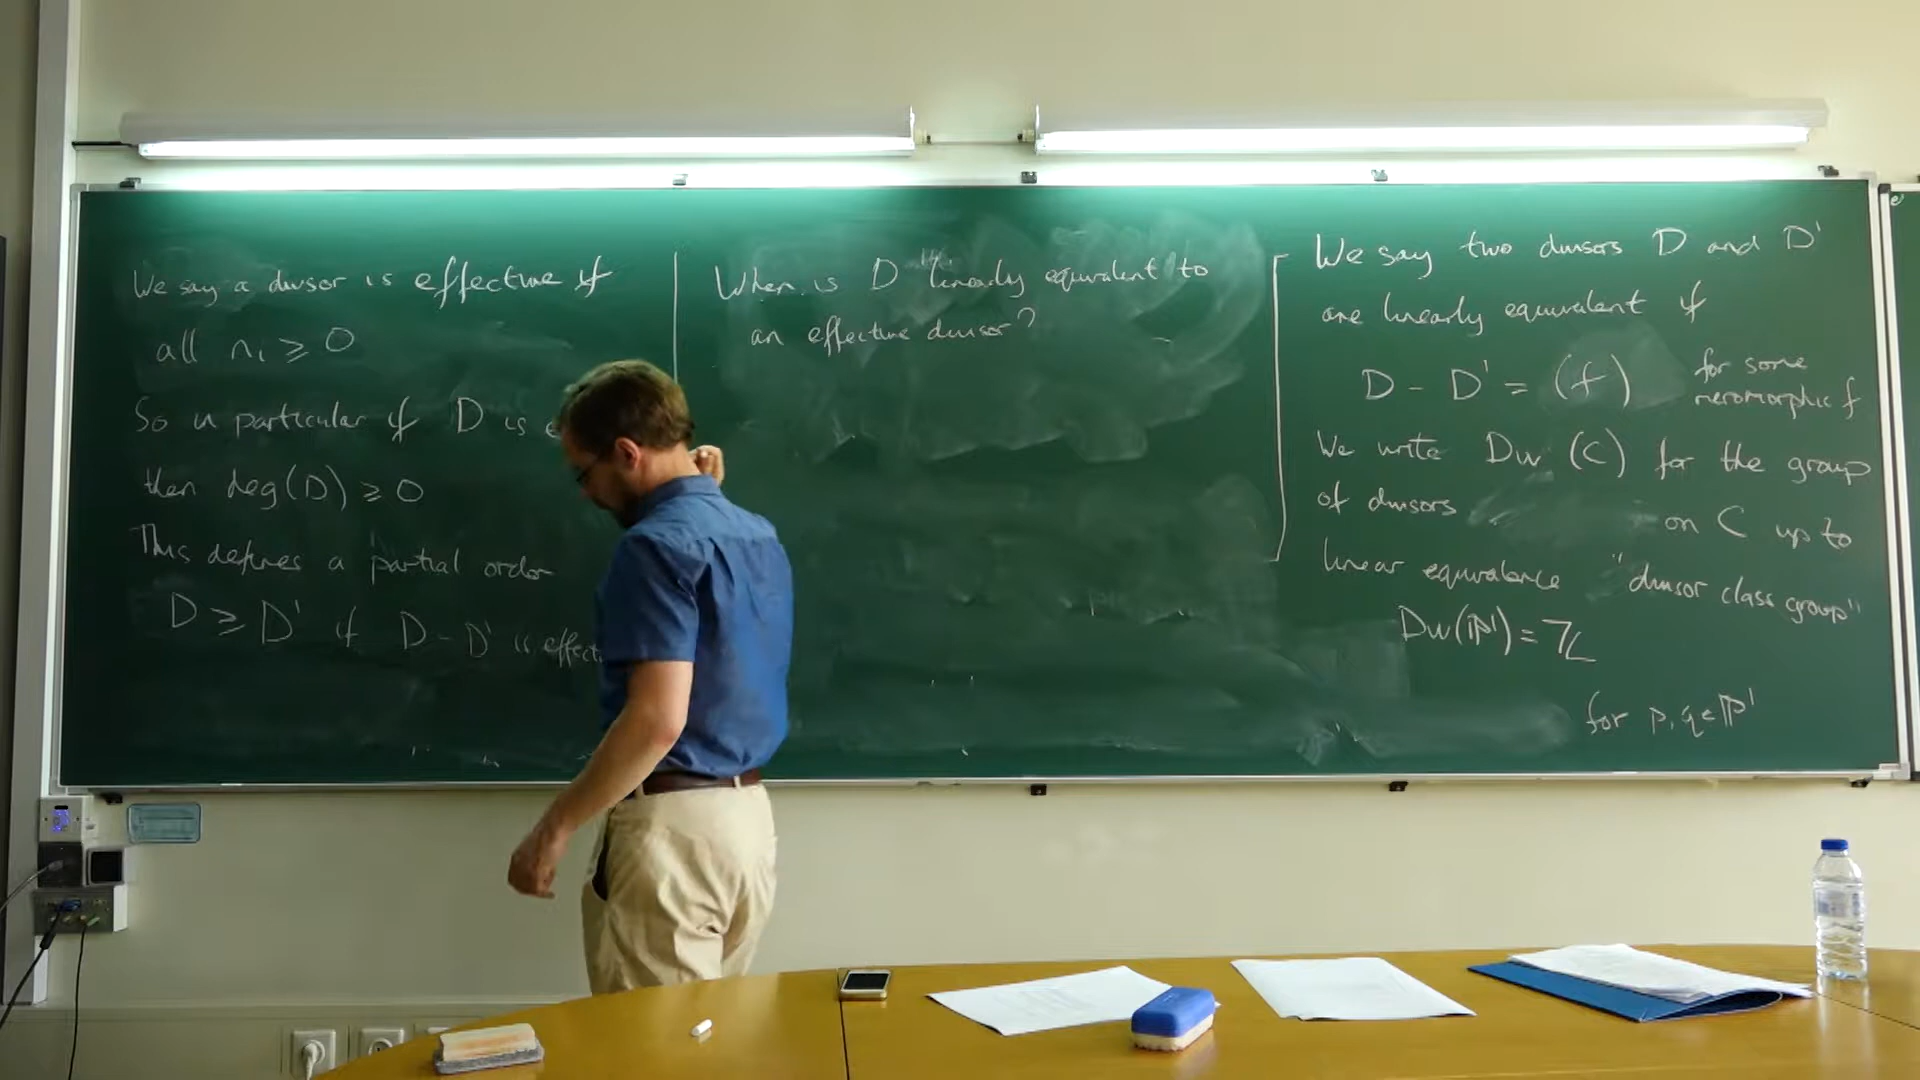 We say a divisor is effective if
all nᵢ ≥ 0
So in particular if D is
then deg(D) ≥ 0
This defines a partial order
D ≥ D' if D - D' is effect
When is D linearly equivalent to
an effective divisor?
We say two divisors D and D'
are linearly equivalent if
D - D' = (f) for some
meromorphic f
We write Div (C) for the group
of divisors on C up to
linear equivalence "divisor class group"
Div(ℙ¹) = ℤ
for p, q ∈ ℙ¹